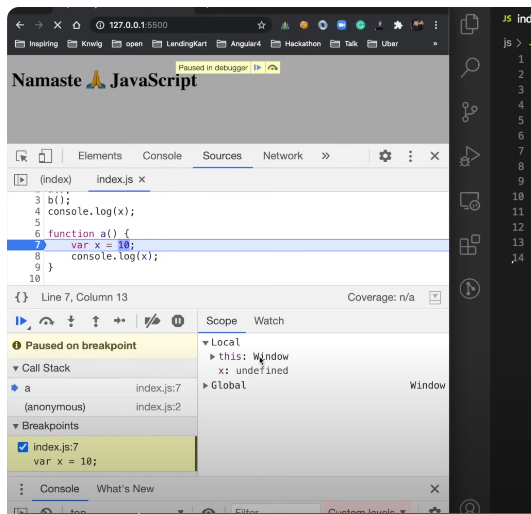 127.0.0.1:5500
Inspiring Knwlg open LendingKart Angular4 Hackathon Talk Uber »
Paused in debugger
Namaste 🙏 JavaScript
Elements Console Sources Network »
(index) index.js ×
3 b();
4 console.log(x);
5
6 function a() {
7 var x = 10;
8 console.log(x);
9 }
10
{} Line 7, Column 13 Coverage: n/a
Scope Watch
Paused on breakpoint
Call Stack
a index.js:7
(anonymous) index.js:2
Breakpoints
index.js:7
var x = 10;
Local
this: Window
x: undefined
Global Window
Console What's New
top Filter Custom levels
JS ind
js >
1
2
3
4
5
6
7
8
9
10
11
12
13
14